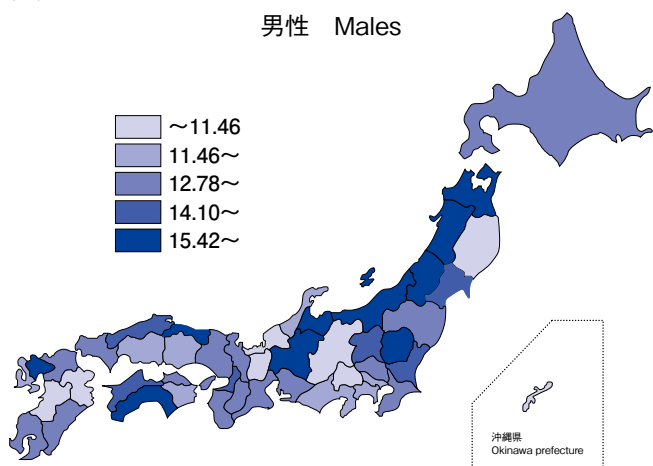 男性　Males
～11.46
11.46～
12.78～
14.10～
15.42～
沖縄県
Okinawa prefecture